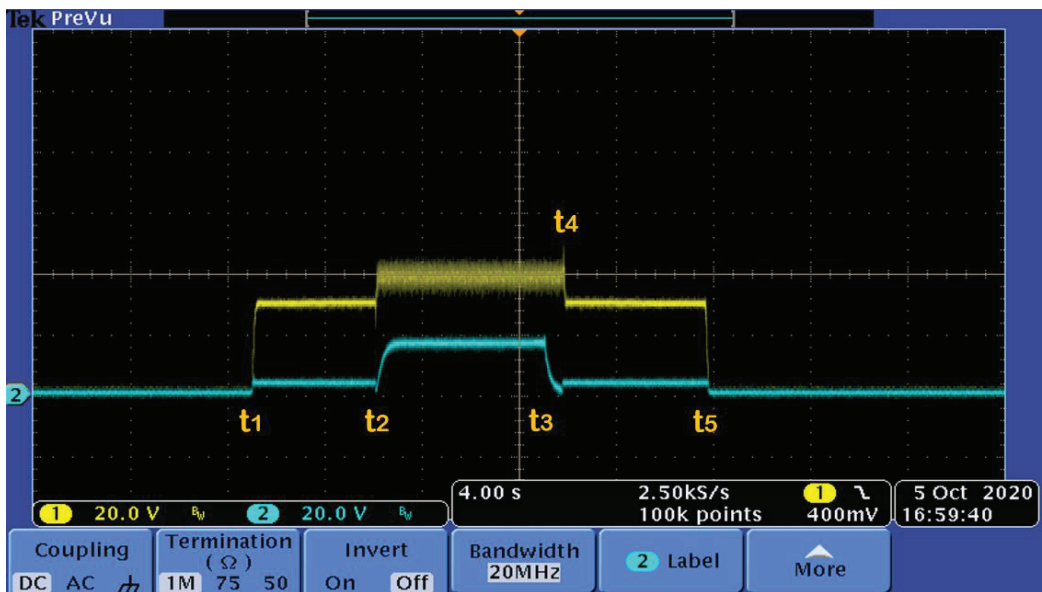 Tek PreVu
t4
2
t1 t2 t3 t5
1 20.0 V BW 2 20.0 V BW
4.00 s 2.50kS/s 1
100k points 400mV
5 Oct 2020
16:59:40
Coupling
DC AC
Termination
(Ω)
1M 75 50
Invert
On Off
Bandwidth
20MHz
2 Label
More